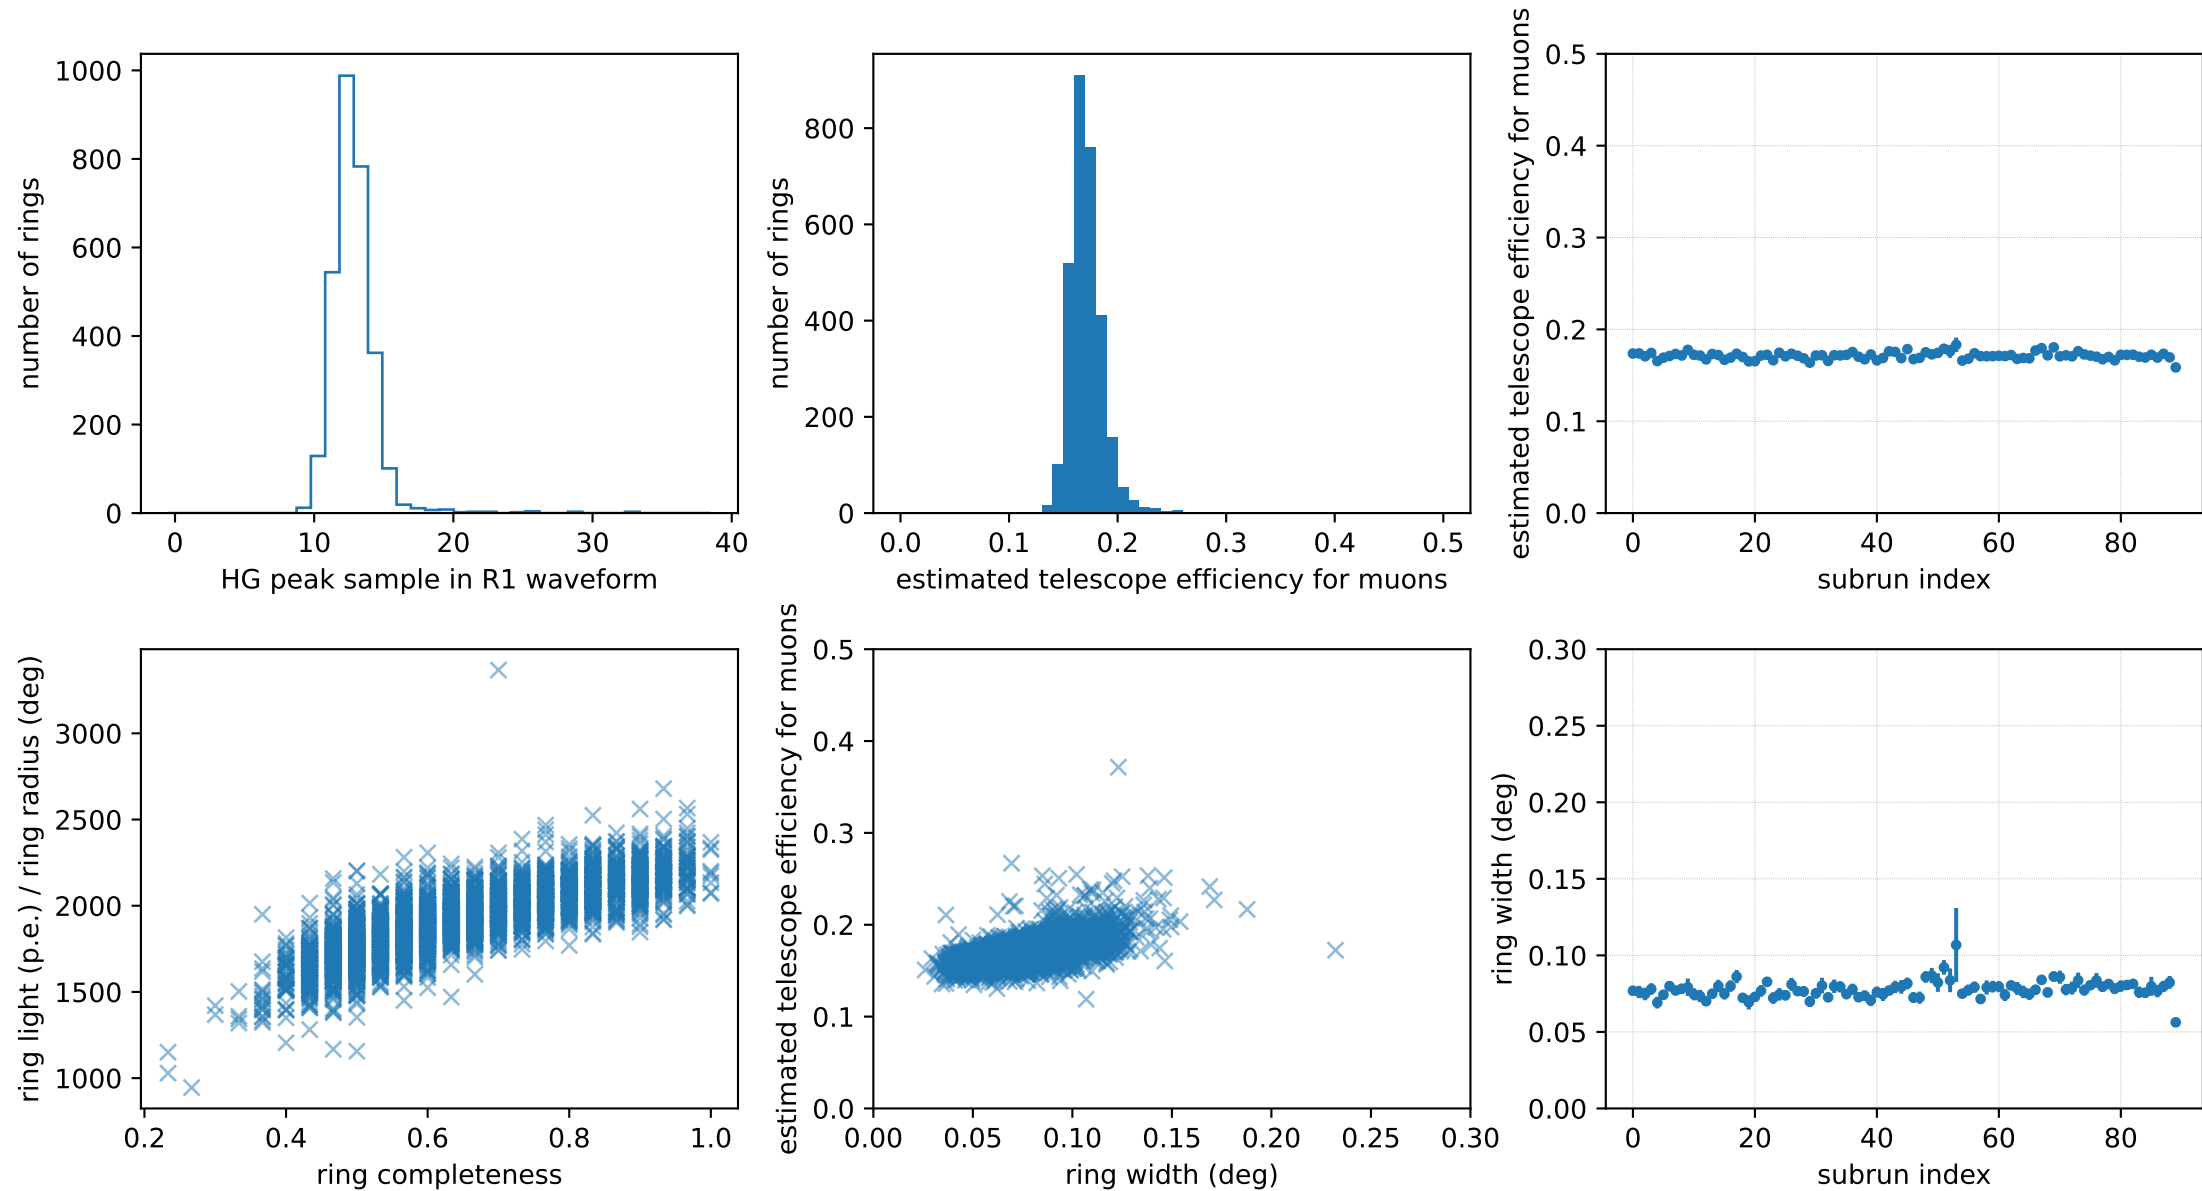 number of rings
1000
800
600
400
200
0
0 10 20 30 40
HG peak sample in R1 waveform
number of rings
800
600
400
200
0
0.0 0.1 0.2 0.3 0.4 0.5
estimated telescope efficiency for muons
estimated telescope efficiency for muons
0.5
0.4
0.3
0.2
0.1
0.0
0 20 40 60 80
subrun index
ring light (p.e.) / ring radius (deg)
3000
2500
2000
1500
1000
0.2 0.4 0.6 0.8 1.0
ring completeness
estimated telescope efficiency for muons
0.5
0.4
0.3
0.2
0.1
0.0
0.00 0.05 0.10 0.15 0.20 0.25 0.30
ring width (deg)
ring width (deg)
0.30
0.25
0.20
0.15
0.10
0.05
0.00
0 20 40 60 80
subrun index